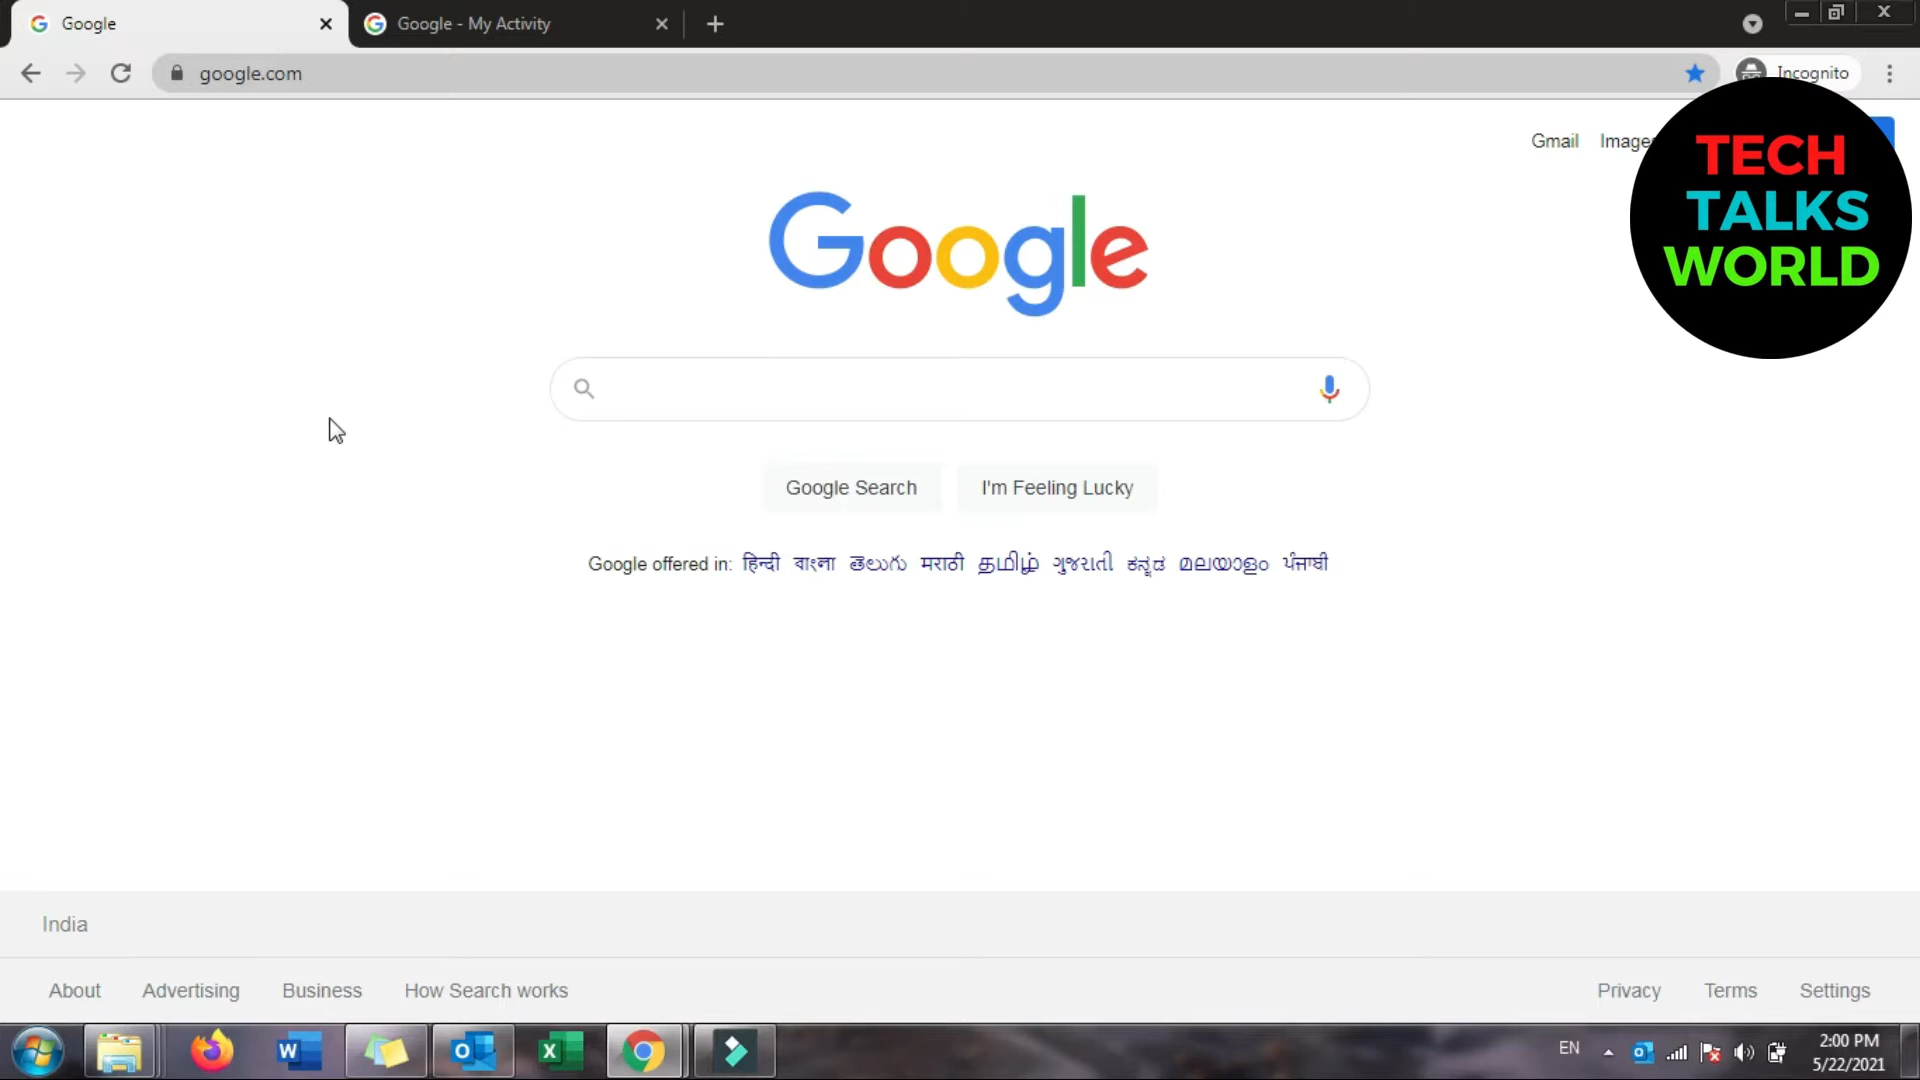 Google
Google - My Activity
google.com
Incognito
Gmail
TECH
TALKS
WORLD
Google
Google Search
I'm Feeling Lucky
Google offered in: हिन्दी বাংলা తెలుగు मराठी தமிழ் ગુજરાતી ಕನ್ನಡ മലയാളം ਪੰਜਾਬੀ
India
About Advertising Business How Search works
Privacy Terms Settings
EN
2:00 PM
5/22/2021